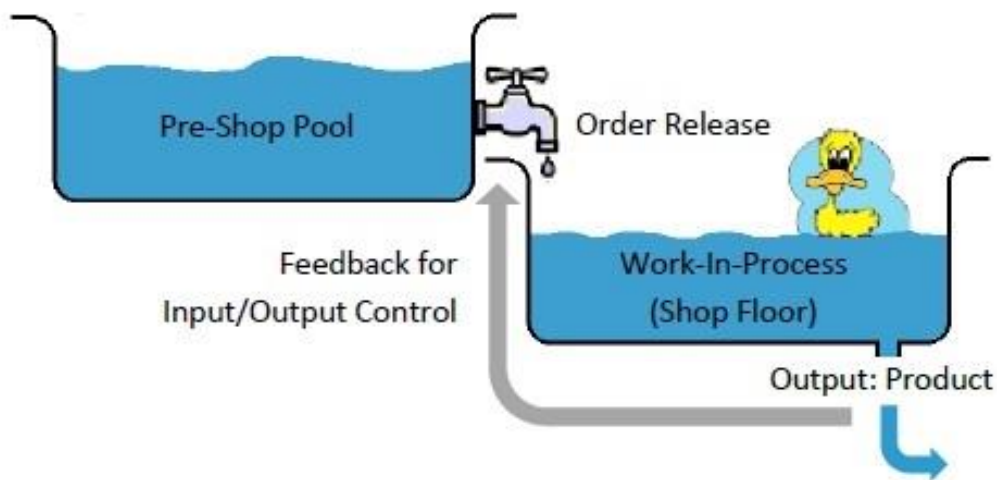 Pre-Shop Pool
Order Release
Feedback for
Input/Output Control
Work-In-Process
(Shop Floor)
Output: Product